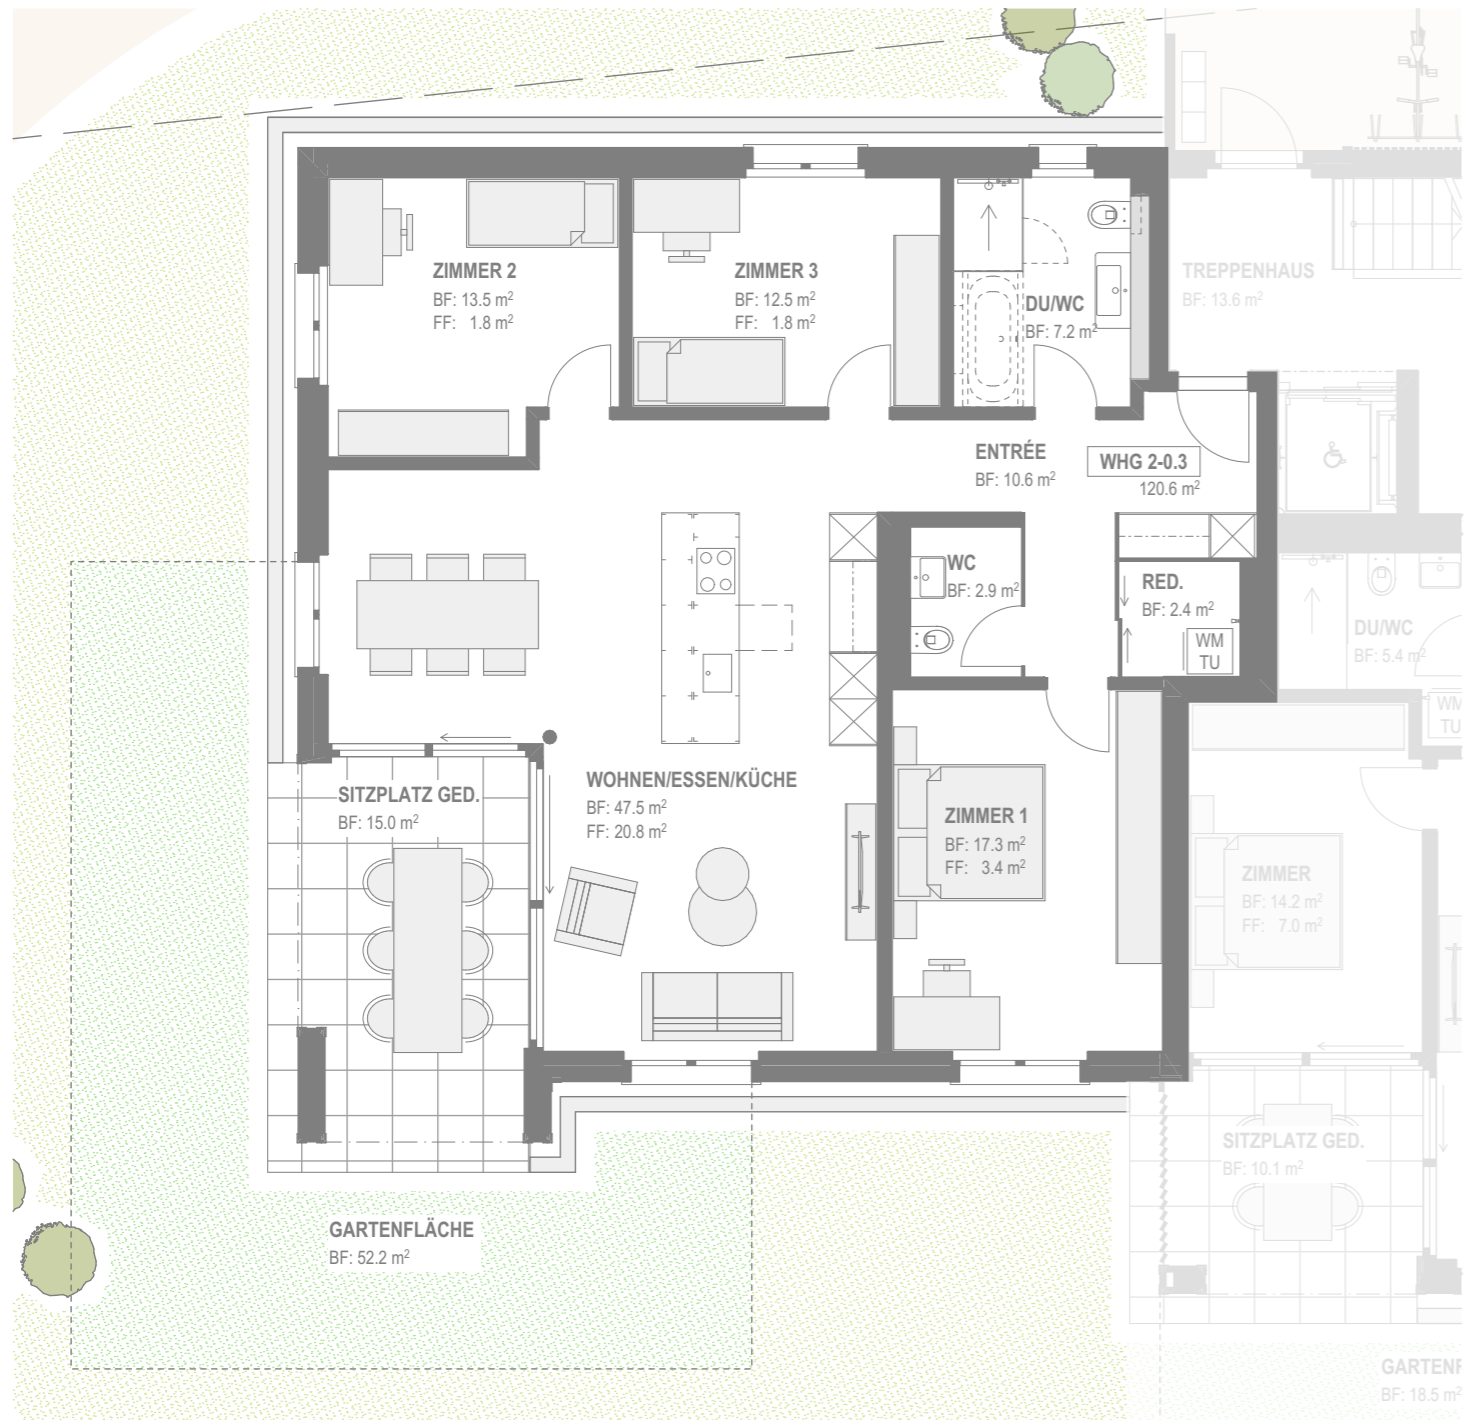 ZIMMER 2
BF: 13.5 m²
FF: 1.8 m²
ZIMMER 3
BF: 12.5 m²
FF: 1.8 m²
DU/WC
BF: 7.2 m²
TREPPENHAUS
BF: 13.6 m²
ENTRÉE
BF: 10.6 m²
WHG 2-0.3
120.6 m²
WC
BF: 2.9 m²
RED.
BF: 2.4 m²
WM
TU
DU/WC
BF: 5.4 m²
WM
TU
WOHNEN/ESSEN/KÜCHE
BF: 47.5 m²
FF: 20.8 m²
SITZPLATZ GED.
BF: 15.0 m²
ZIMMER 1
BF: 17.3 m²
FF: 3.4 m²
ZIMMER
BF: 14.2 m²
FF: 7.0 m²
SITZPLATZ GED.
BF: 10.1 m²
GARTENFLÄCHE
BF: 52.2 m²
GARTENF
BF: 18.5 m²